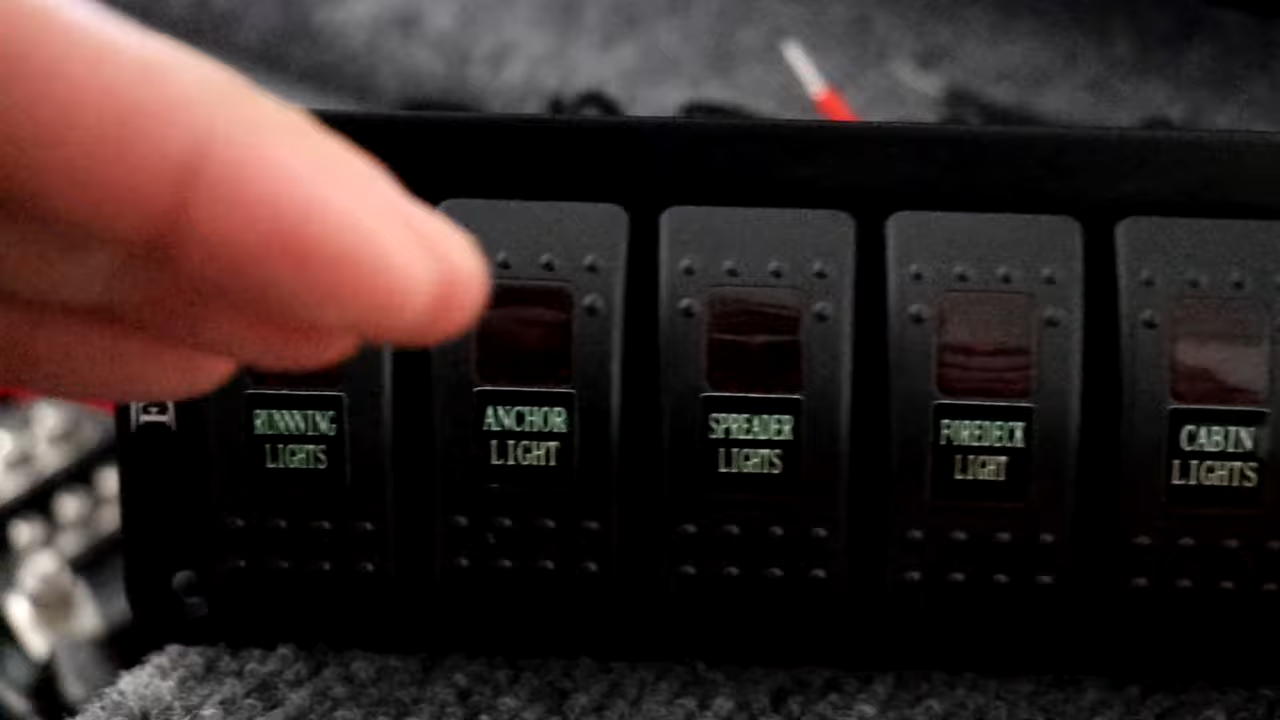 RUNNING
LIGHTS
ANCHOR
LIGHT
SPREADER
LIGHTS
FOREDECK
LIGHT
CABIN
LIGHTS